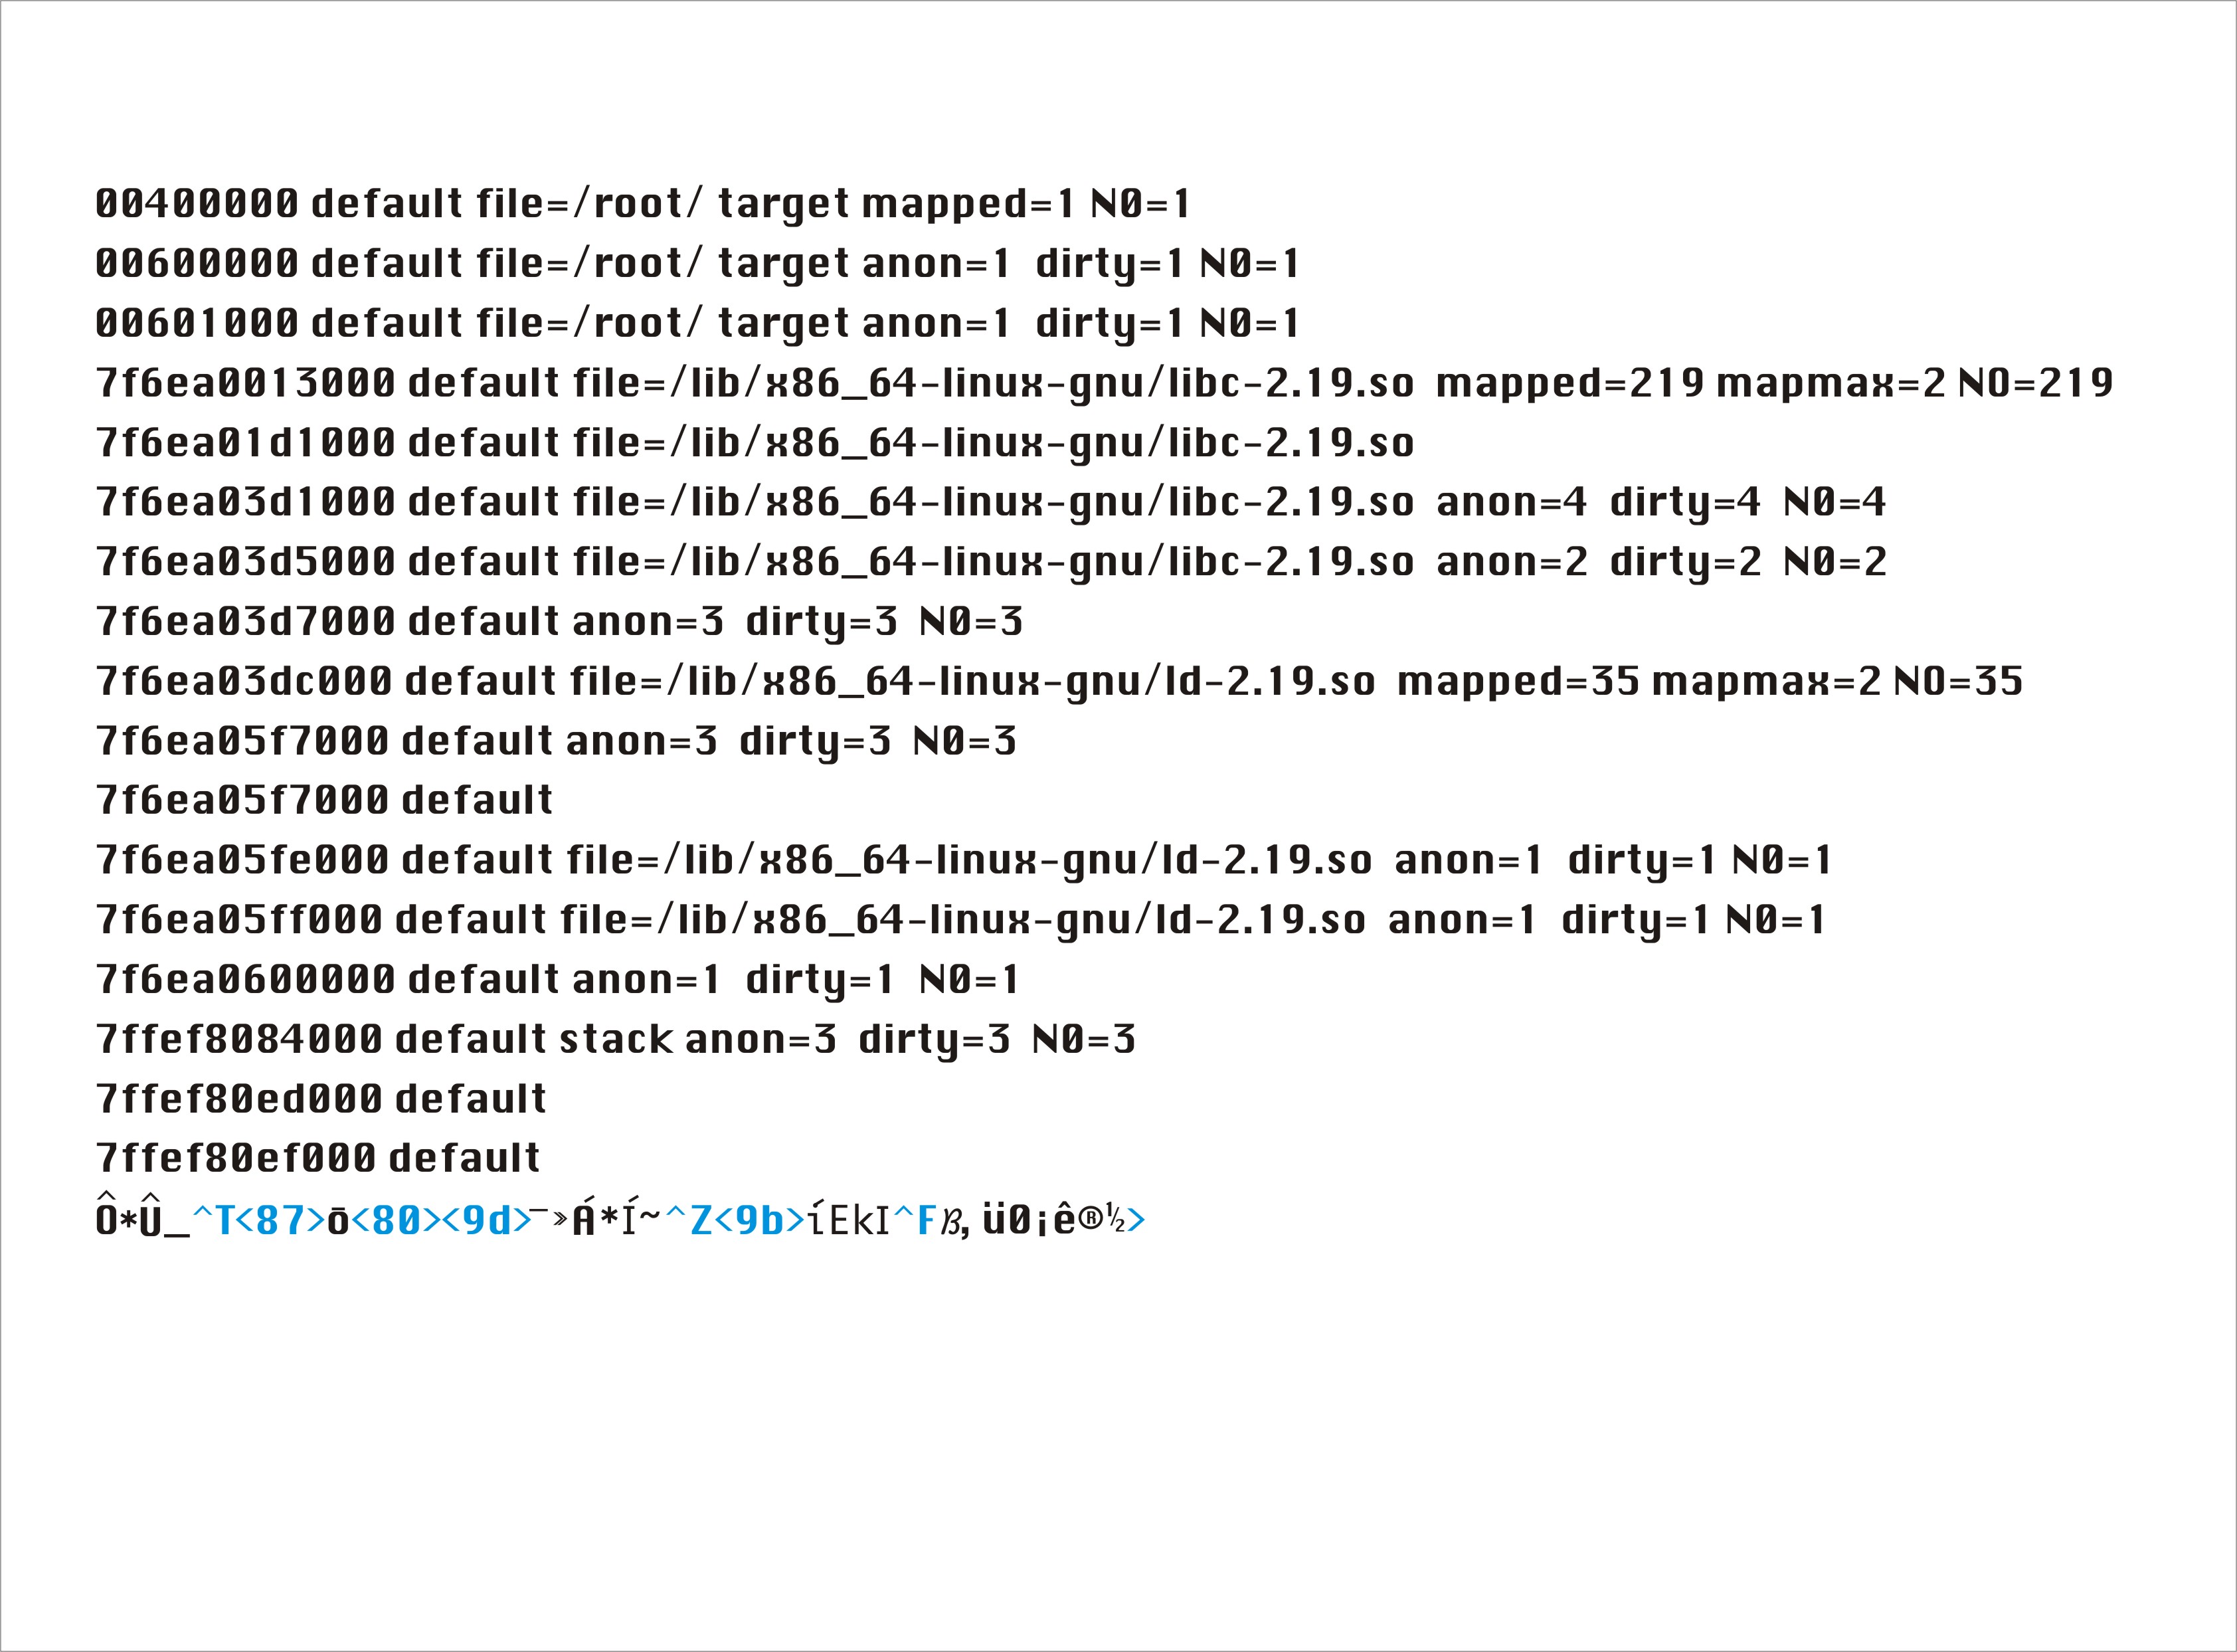 00400000 default file=/root/ target mapped=1 N0=1
00600000 default file=/root/ target anon=1 dirty=1 N0=1
00601000 default file=/root/ target anon=1 dirty=1 N0=1
7f6ea0013000 default file=/lib/x86_64-linux-gnu/libc-2.19.so mapped=219 mapmax=2 NO=219
7f6ea01d1000 default file=/lib/x86_64-linux-gnu/libc-2.19.so
7f6ea03d1000 default file=/lib/x86_64-linux-gnu/libc-2.19.so anon=4 dirty=4 N0=4
7f6ea03d5000 default file=/lib/x86_64-linux-gnu/libc-2.19.so anon=2 dirty=2 N0=2
7f6ea03d7000 default anon=3 dirty=3 N0=3
7f6ea03dc000 default file=/lib/x86_64-linux-gnu/ld-2.19.so mapped=35 mapmax=2 NO=35
7f6ea05f7000 default anon=3 dirty=3 N0=3
7f6ea05f7000 default
7f6ea05fe000 default file=/lib/x86_64-linux-gnu/ld-2.19.so anon=1 dirty=1 N0=1
7f6ea05ff000 default file=/lib/x86_64-linux-gnu/ld-2.19.so anon=1 dirty=1 N0=1
7f6ea0600000 default anon=1 dirty=1 N0=1
7ffef8084000 default stack anon=3 dirty=3 N0=3
7ffef80ed000 default
7ffef80ef000 default
Ô*Û_^T<87>ō<80><9d>¯»Á*Í~^Z<9b>íEkI^Fß, üØ¡ê®½>